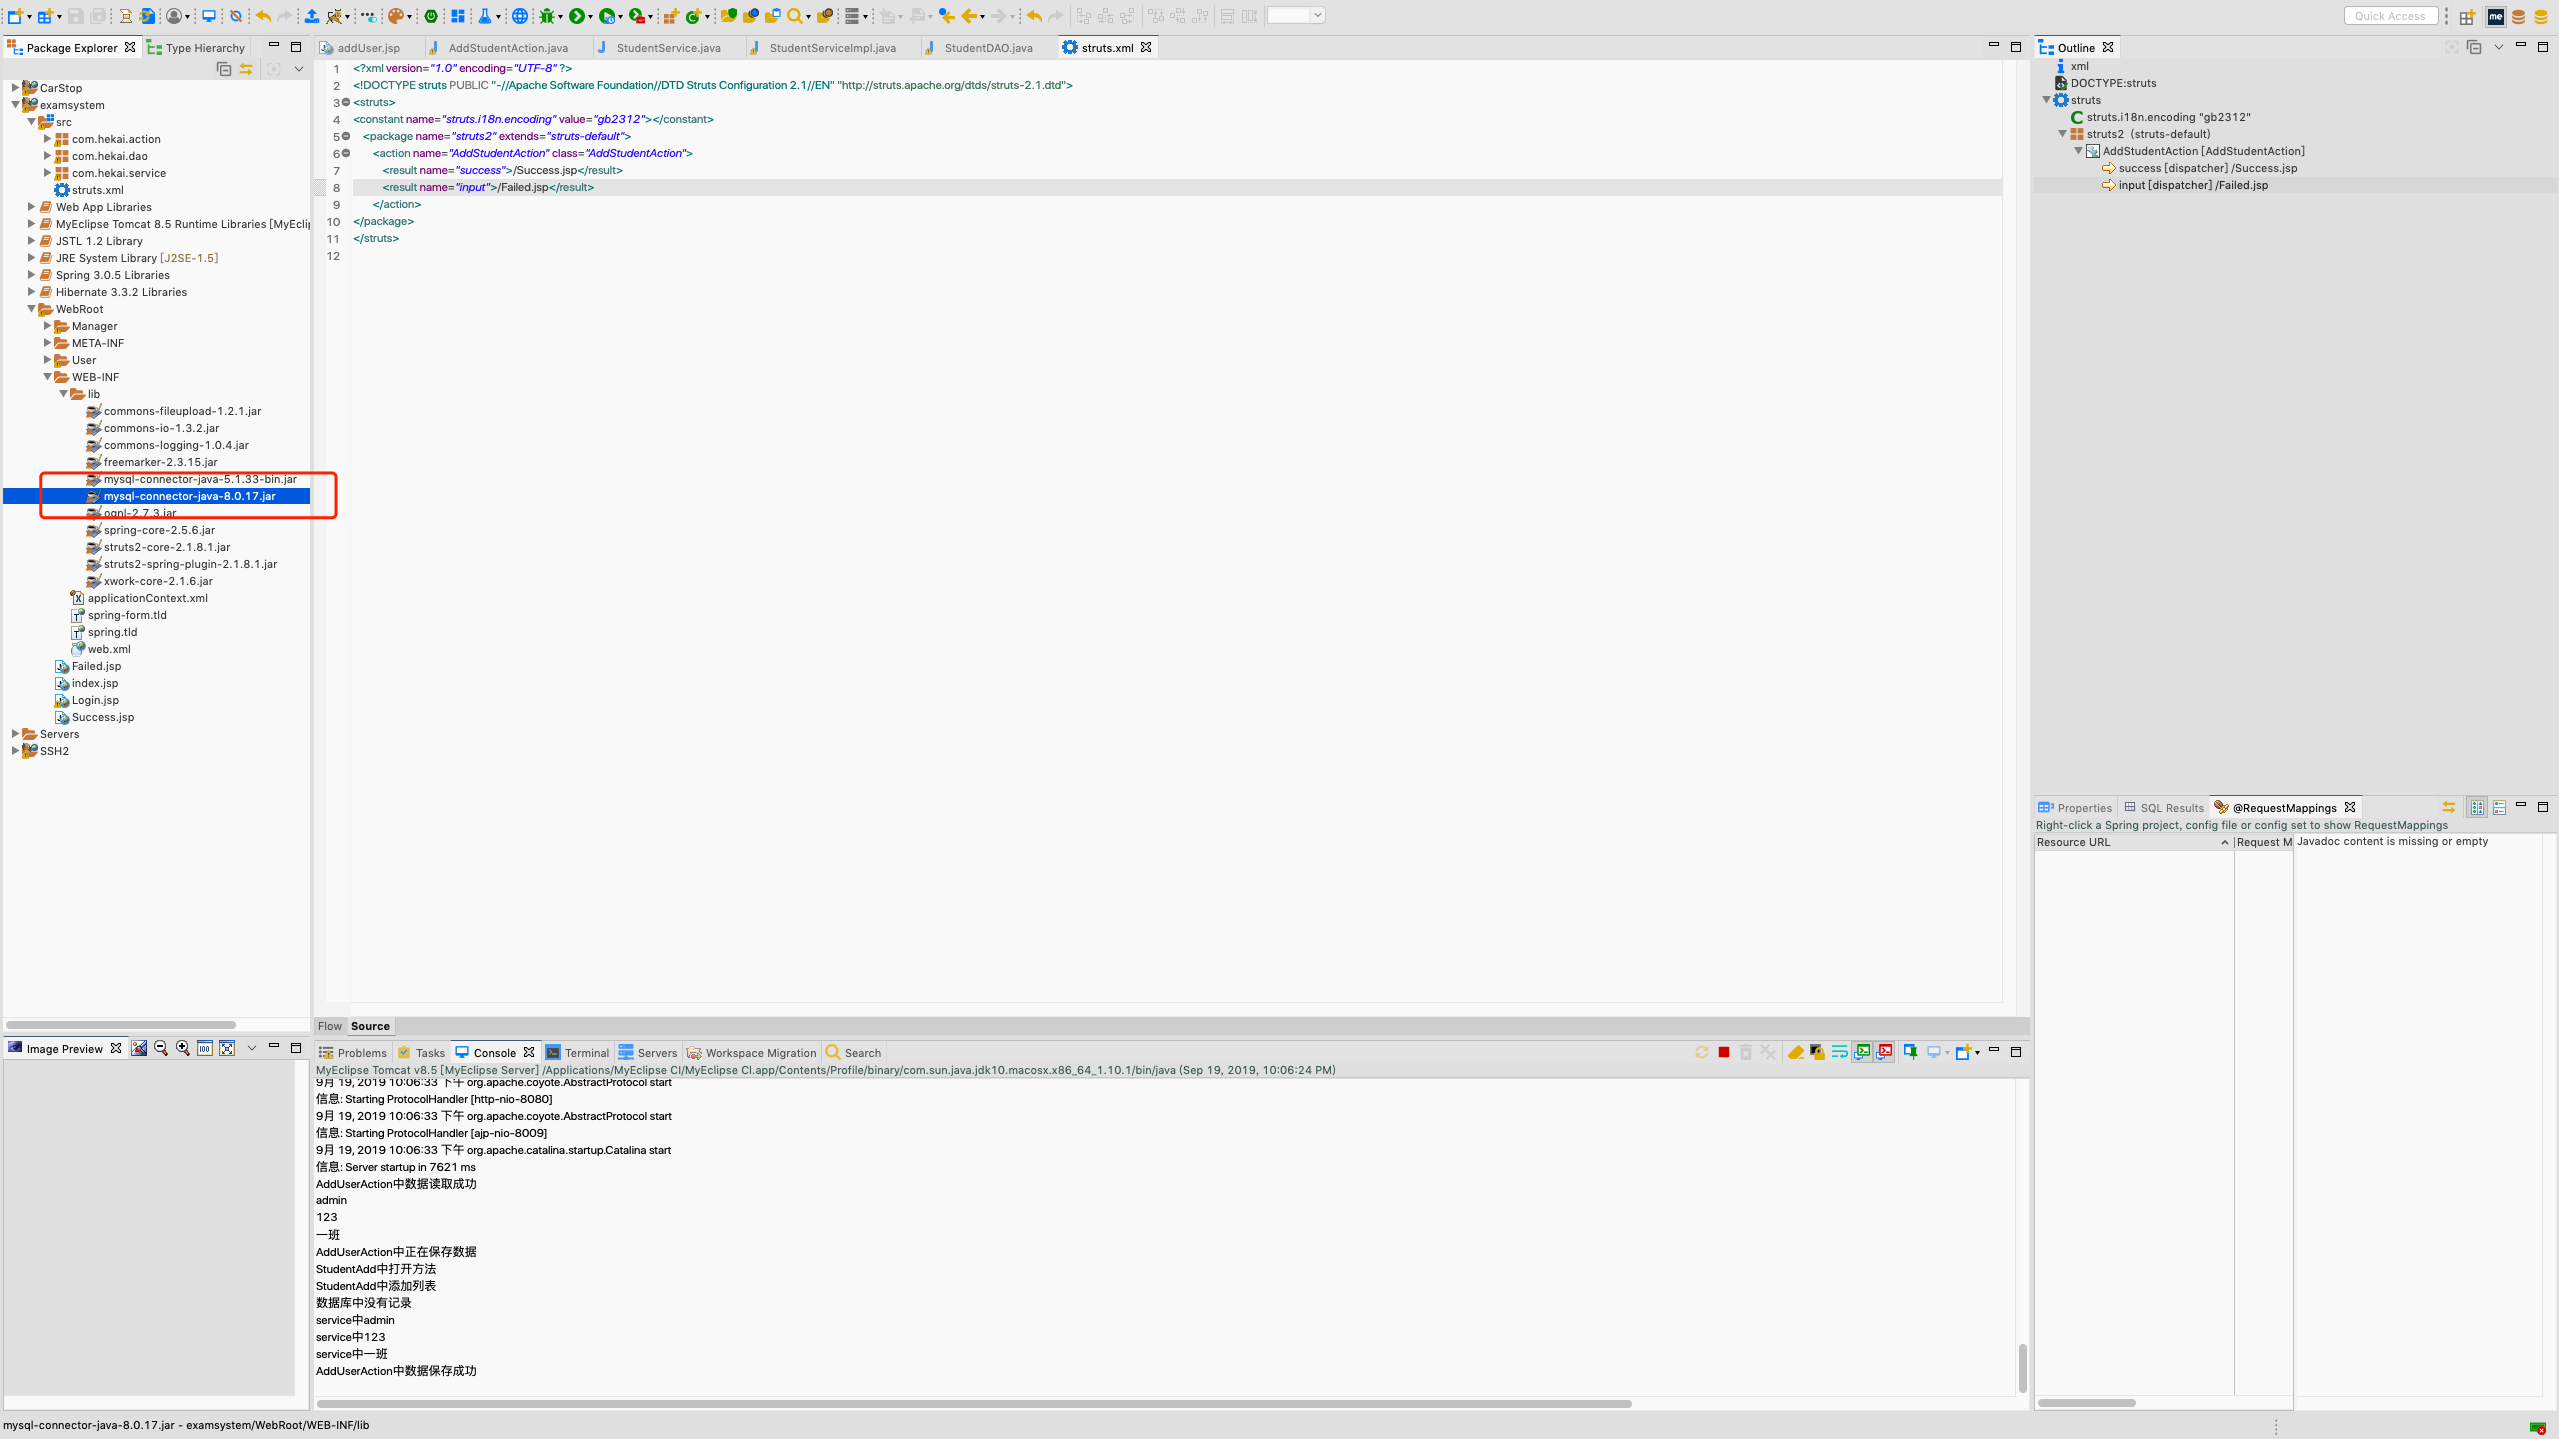 Quick Access
me
Package Explorer
Type Hierarchy
CarStop
examsystem
src
com.hekai.action
com.hekai.dao
com.hekai.service
struts.xml
Web App Libraries
MyEclipse Tomcat 8.5 Runtime Libraries [MyEclip
JSTL 1.2 Library
JRE System Library [J2SE-1.5]
Spring 3.0.5 Libraries
Hibernate 3.3.2 Libraries
WebRoot
Manager
META-INF
User
WEB-INF
lib
commons-fileupload-1.2.1.jar
commons-io-1.3.2.jar
commons-logging-1.0.4.jar
freemarker-2.3.15.jar
mysql-connector-java-5.1.33-bin.jar
mysql-connector-java-8.0.17.jar
ognl-2.7.3.jar
spring-core-2.5.6.jar
struts2-core-2.1.8.1.jar
struts2-spring-plugin-2.1.8.1.jar
xwork-core-2.1.6.jar
applicationContext.xml
spring-form.tld
spring.tld
web.xml
Failed.jsp
index.jsp
Login.jsp
Success.jsp
Servers
SSH2
addUser.jsp
AddStudentAction.java
StudentService.java
StudentServiceImpl.java
StudentDAO.java
struts.xml
1 <?xml version="1.0" encoding="UTF-8" ?>
2 <!DOCTYPE struts PUBLIC "-//Apache Software Foundation//DTD Struts Configuration 2.1//EN" "http://struts.apache.org/dtds/struts-2.1.dtd">
3 <struts>
4 <constant name="struts.i18n.encoding" value="gb2312"></constant>
5 <package name="struts2" extends="struts-default">
6 <action name="AddStudentAction" class="AddStudentAction">
7 <result name="success">/Success.jsp</result>
8 <result name="input">/Failed.jsp</result>
9 </action>
10 </package>
11 </struts>
12
Flow
Source
Outline
xml
DOCTYPE:struts
struts
struts.i18n.encoding "gb2312"
struts2 (struts-default)
AddStudentAction [AddStudentAction]
success [dispatcher] /Success.jsp
input [dispatcher] /Failed.jsp
Properties
SQL Results
@RequestMappings
Right-click a Spring project, config file or config set to show RequestMappings
Resource URL
Request M
Javadoc content is missing or empty
Image Preview
Problems
Tasks
Console
Terminal
Servers
Workspace Migration
Search
MyEclipse Tomcat v8.5 [MyEclipse Server] /Applications/MyEclipse CI/MyEclipse CI.app/Contents/Profile/binary/com.sun.java.jdk10.macosx.x86_64_1.10.1/bin/java (Sep 19, 2019, 10:06:24 PM)
9月 19, 2019 10:06:33 下午 org.apache.coyote.AbstractProtocol start
信息: Starting ProtocolHandler [http-nio-8080]
9月 19, 2019 10:06:33 下午 org.apache.coyote.AbstractProtocol start
信息: Starting ProtocolHandler [ajp-nio-8009]
9月 19, 2019 10:06:33 下午 org.apache.catalina.startup.Catalina start
信息: Server startup in 7621 ms
AddUserAction中数据读取成功
admin
123
一班
AddUserAction中正在保存数据
StudentAdd中打开方法
StudentAdd中添加列表
数据库中没有记录
service中admin
service中123
service中一班
AddUserAction中数据保存成功
mysql-connector-java-8.0.17.jar - examsystem/WebRoot/WEB-INF/lib